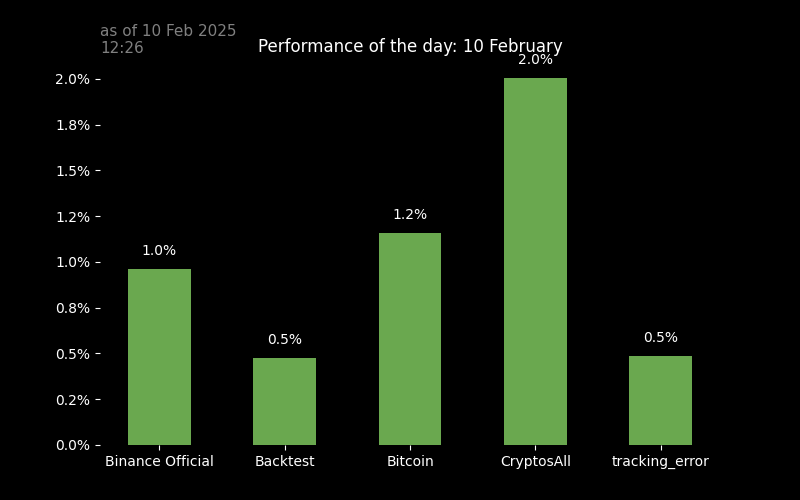 as of 10 Feb 2025
12:26
Performance of the day: 10 February
2.0%
1.8%
1.5%
1.2%
1.0%
0.8%
0.5%
0.2%
0.0%
1.0%
0.5%
1.2%
2.0%
0.5%
Binance Official
Backtest
Bitcoin
CryptosAll
tracking_error